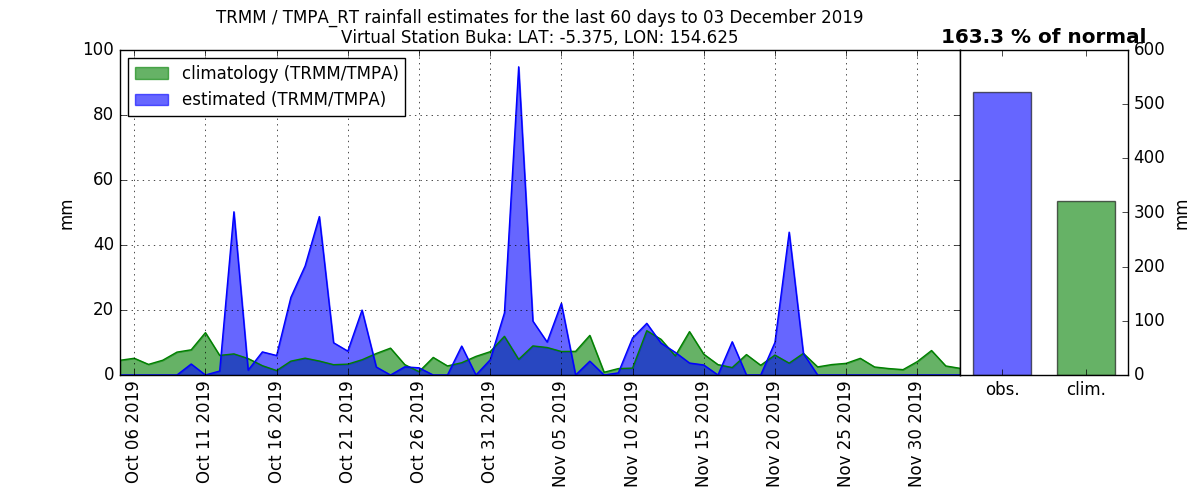 TRMM / TMPA_RT rainfall estimates for the last 60 days to 03 December 2019
Virtual Station Buka: LAT: -5.375, LON: 154.625
163.3 % of normal
climatology (TRMM/TMPA)
estimated (TRMM/TMPA)
mm
100
80
60
40
20
0
Oct 06 2019
Oct 11 2019
Oct 16 2019
Oct 21 2019
Oct 26 2019
Oct 31 2019
Nov 05 2019
Nov 10 2019
Nov 15 2019
Nov 20 2019
Nov 25 2019
Nov 30 2019
obs.
clim.
600
500
400
300
200
100
0
mm